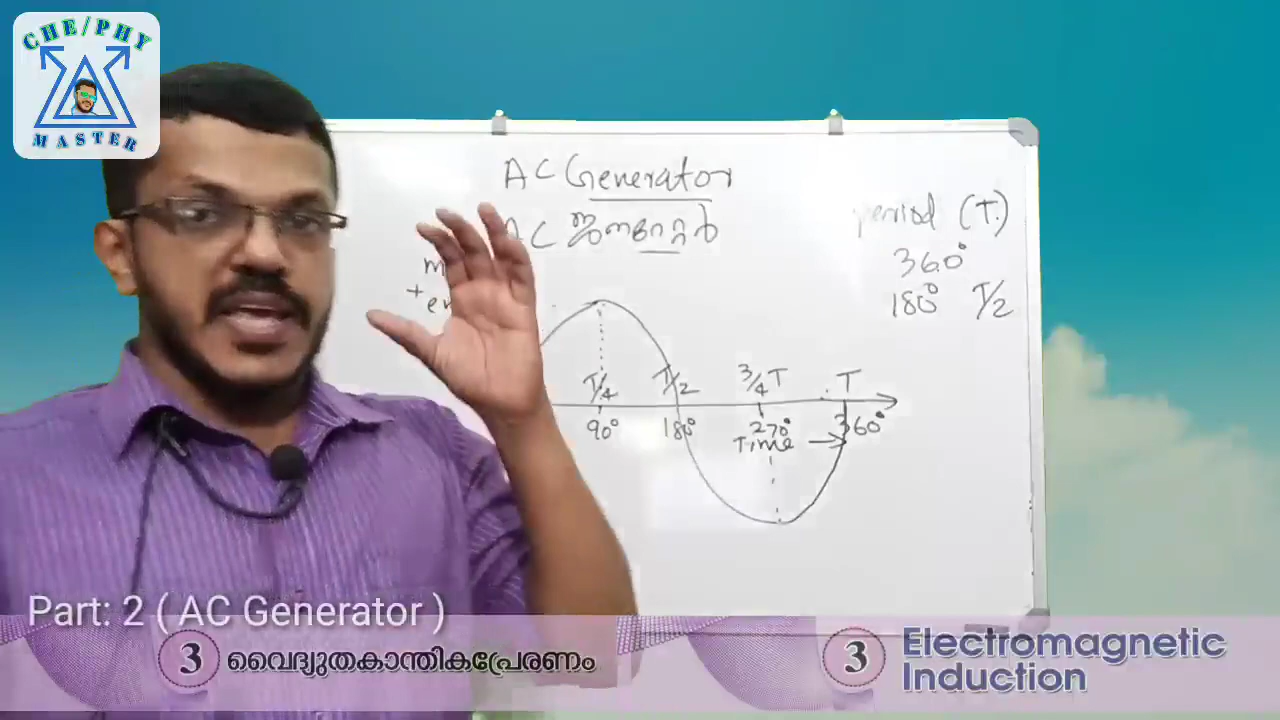 CHE/PHY
MASTER
AC Generator
AC ജനറേറ്റർ
period (T)
360°
180° T/2
T/4
T/2
3/4 T
T
90°
180°
270°
360°
Time
Part: 2 ( AC Generator )
3 വൈദ്യുതകാന്തികപ്രേരണം
3 Electromagnetic
Induction